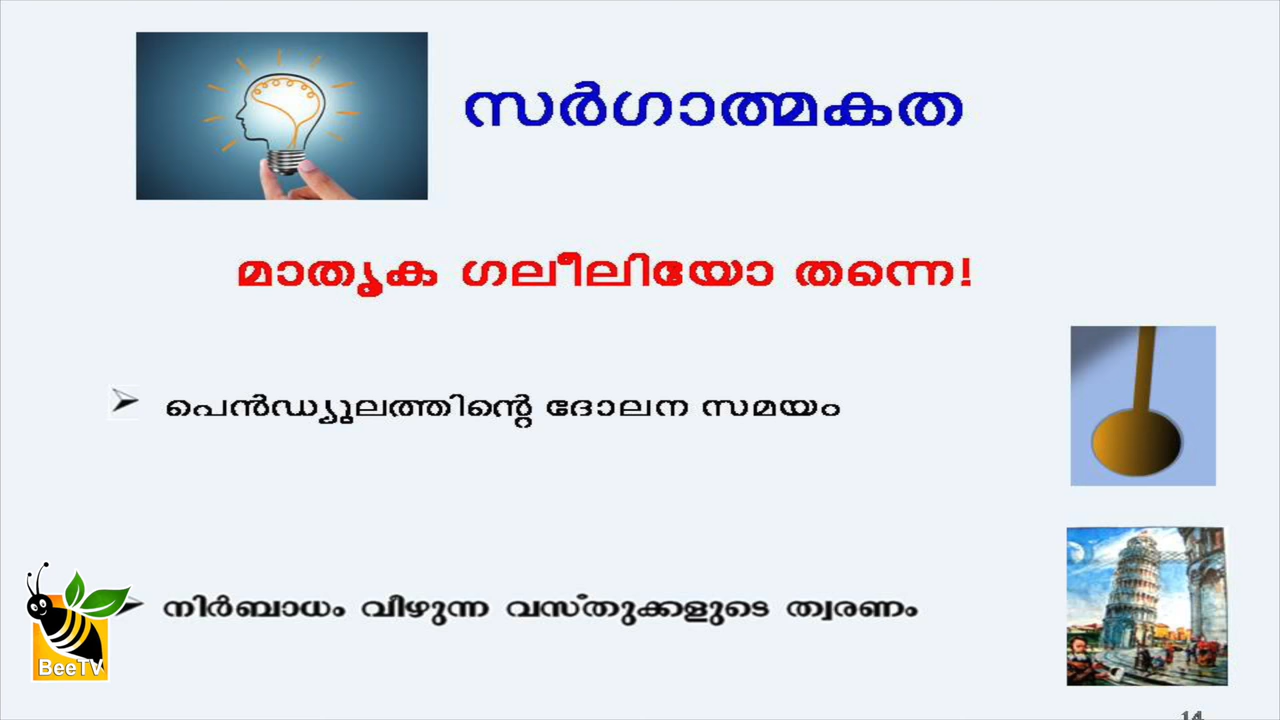 സർഗാത്മകത
മാതൃക ഗലീലിയോ തന്നെ!
പെൻഡ്യുലത്തിന്റെ ദോലന സമയം
നിർബാധം വീഴുന്ന വസ്തുക്കളുടെ ത്വരണം
BeeTV
14